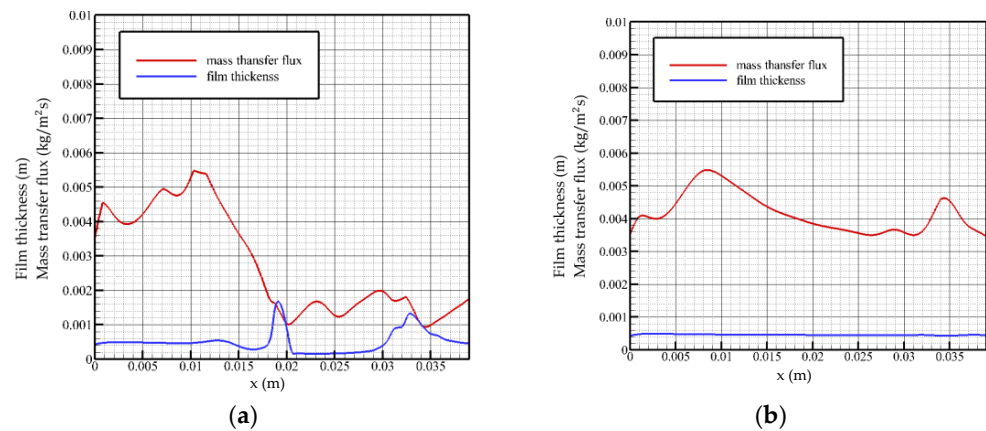 0.01
0.009
0.008
0.007
0.006
0.005
0.004
0.003
0.002
0.001
0
Film thickness (m)
Mass transfer flux (kg/m²s)
mass transfer flux
film thickenss
0 0.005 0.01 0.015 0.02 0.025 0.03 0.035
x (m)
(a)
0.01
0.009
0.008
0.007
0.006
0.005
0.004
0.003
0.002
0.001
0
Film thickness (m)
Mass transfer flux (kg/m²s)
mass transfer flux
film thickenss
0 0.005 0.01 0.015 0.02 0.025 0.03 0.035
x (m)
(b)